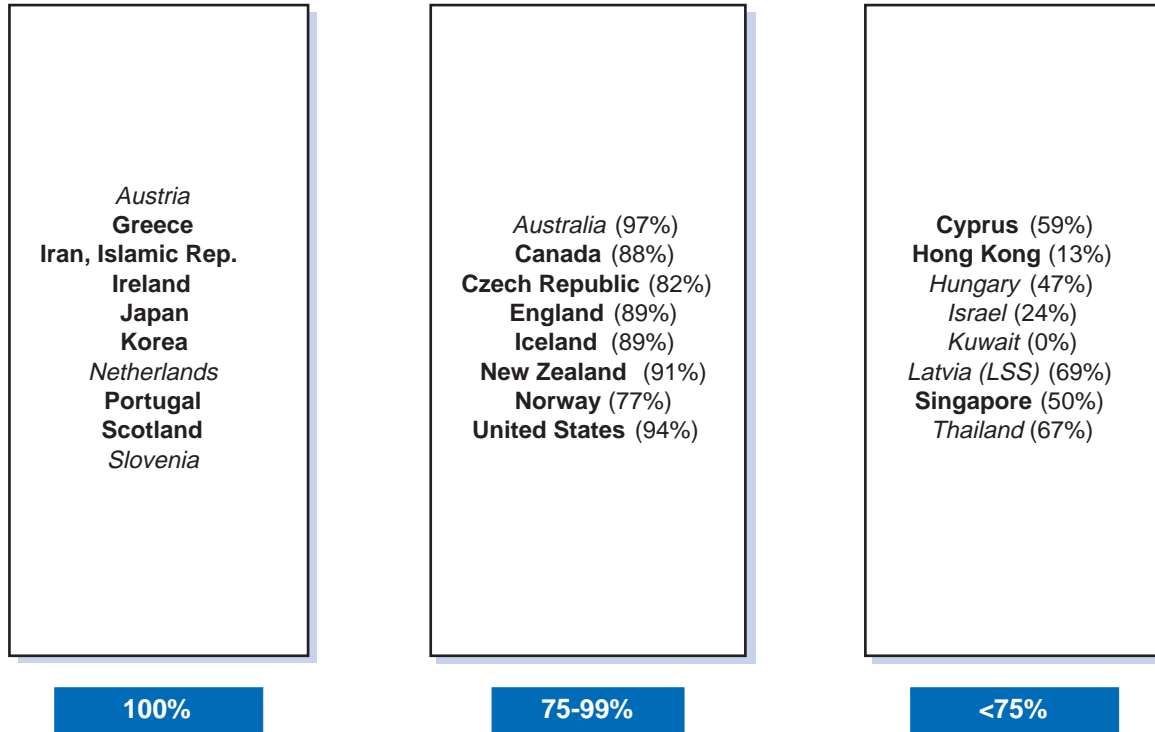 Austria
Greece
Iran, Islamic Rep.
Ireland
Japan
Korea
Netherlands
Portugal
Scotland
Slovenia
100%
Australia (97%)
Canada (88%)
Czech Republic (82%)
England (89%)
Iceland (89%)
New Zealand (91%)
Norway (77%)
United States (94%)
75-99%
Cyprus (59%)
Hong Kong (13%)
Hungary (47%)
Israel (24%)
Kuwait (0%)
Latvia (LSS) (69%)
Singapore (50%)
Thailand (67%)
<75%